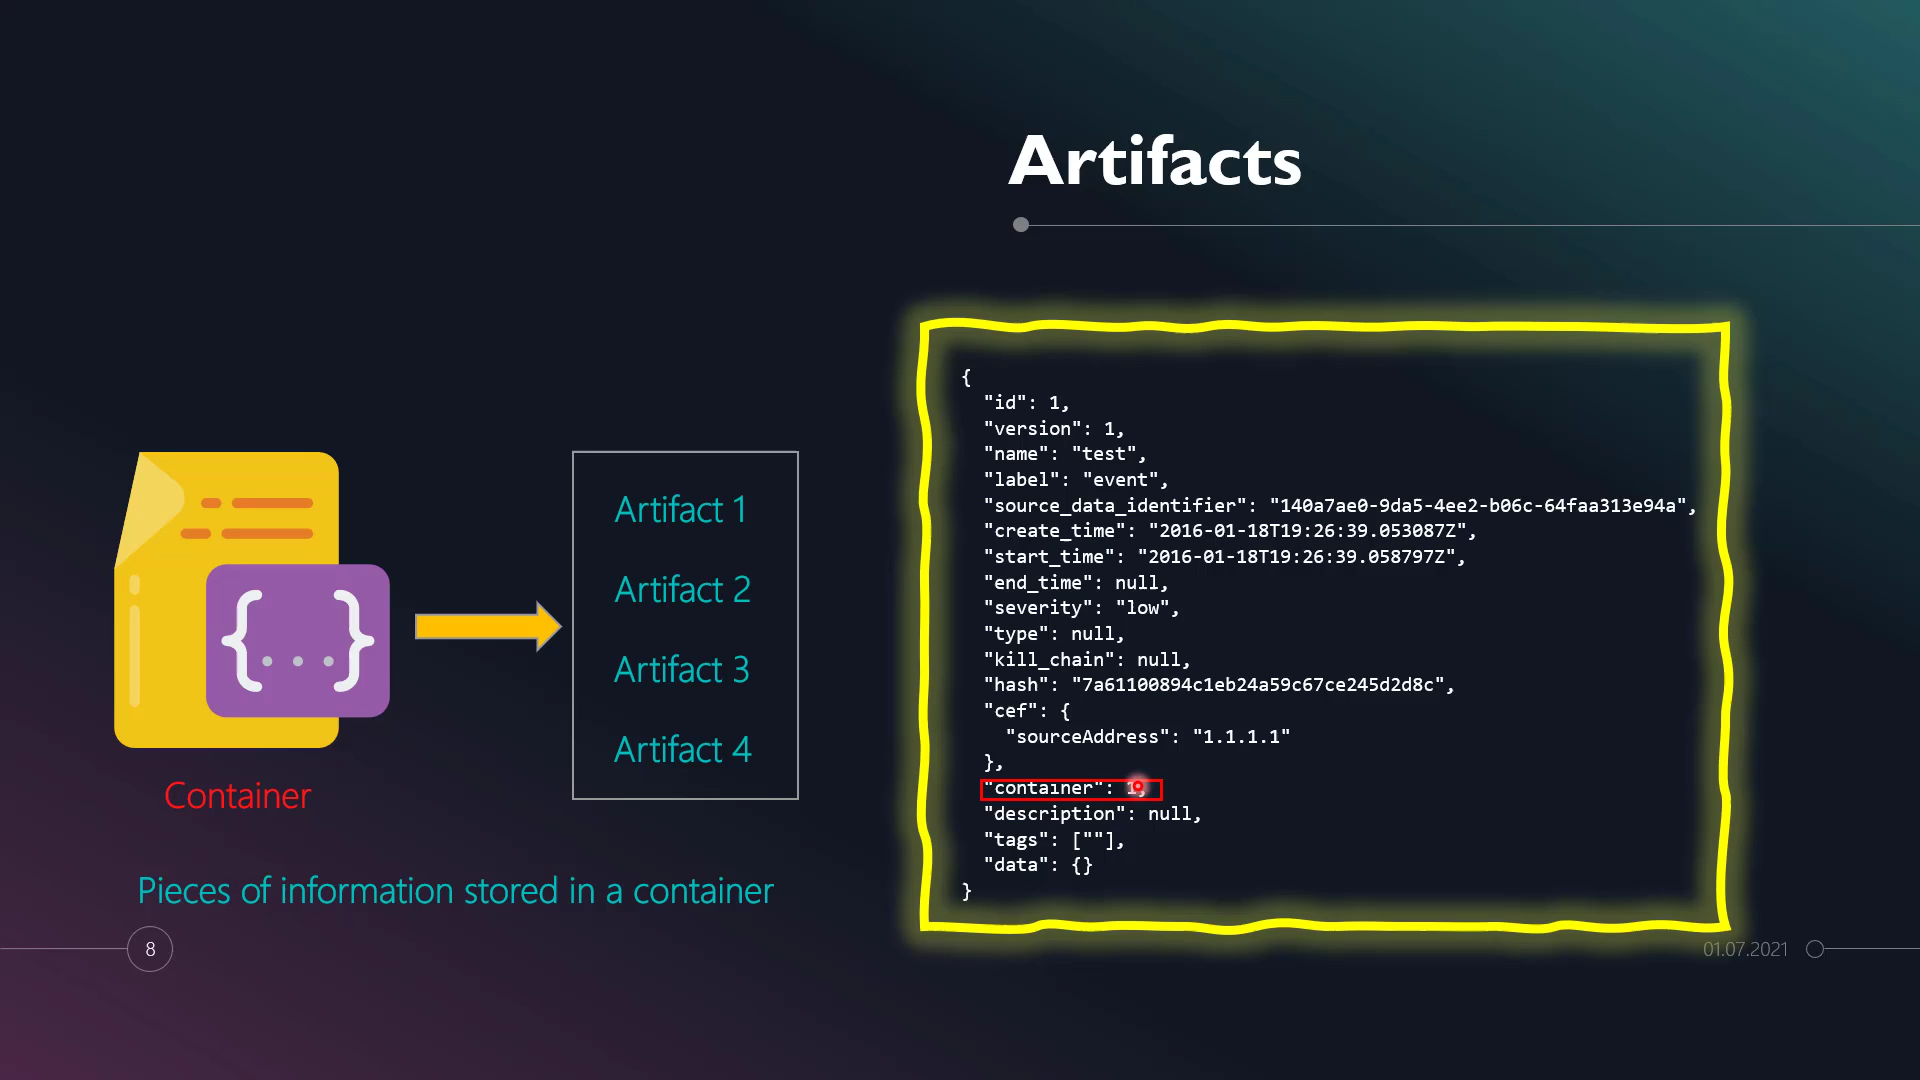 Artifacts
{ ... }
Container
Artifact 1
Artifact 2
Artifact 3
Artifact 4
Pieces of information stored in a container
{
"id": 1,
"version": 1,
"name": "test",
"label": "event",
"source_data_identifier": "140a7ae0-9da5-4ee2-b06c-64faa313e94a",
"create_time": "2016-01-18T19:26:39.053087Z",
"start_time": "2016-01-18T19:26:39.058797Z",
"end_time": null,
"severity": "low",
"type": null,
"kill_chain": null,
"hash": "7a61100894c1eb24a59c67ce245d2d8c",
"cef": {
"sourceAddress": "1.1.1.1"
},
"container": 1,
"description": null,
"tags": [""],
"data": {}
}
8
01.07.2021